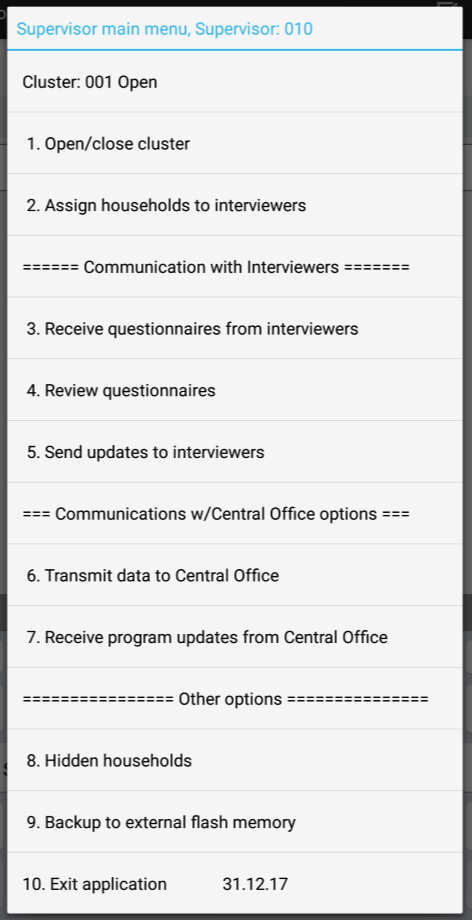 Supervisor main menu, Supervisor: 010
Cluster: 001 Open
1. Open/close cluster
2. Assign households to interviewers
====== Communication with Interviewers =======
3. Receive questionnaires from interviewers
4. Review questionnaires
5. Send updates to interviewers
=== Communications w/Central Office options ===
6. Transmit data to Central Office
7. Receive program updates from Central Office
================ Other options ===============
8. Hidden households
9. Backup to external flash memory
10. Exit application 31.12.17